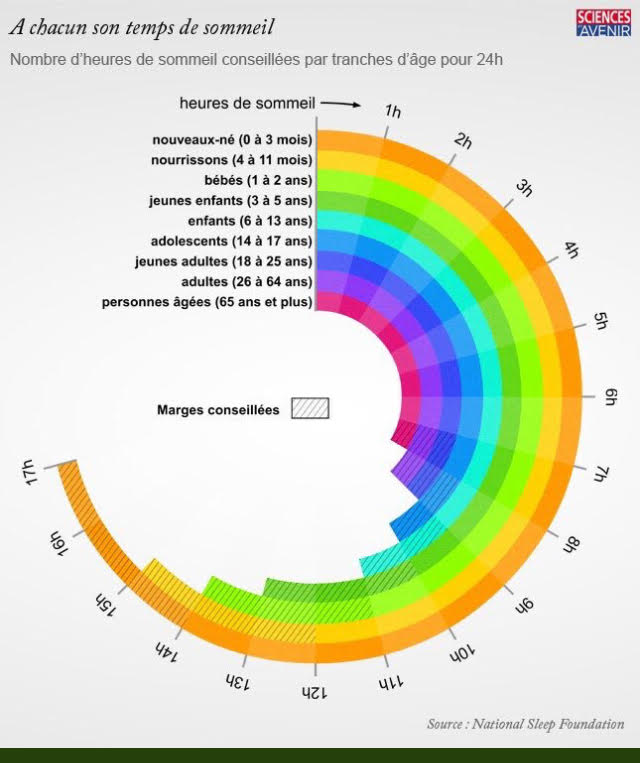 A chacun son temps de sommeil
SCIENCES
AVENIR
Nombre d'heures de sommeil conseillées par tranches d'âge pour 24h
heures de sommeil
1h
2h
3h
4h
5h
6h
7h
8h
9h
10h
11h
12h
13h
14h
15h
16h
17h
nouveaux-né (0 à 3 mois)
nourrissons (4 à 11 mois)
bébés (1 à 2 ans)
jeunes enfants (3 à 5 ans)
enfants (6 à 13 ans)
adolescents (14 à 17 ans)
jeunes adultes (18 à 25 ans)
adultes (26 à 64 ans)
personnes âgées (65 ans et plus)
Marges conseillées
Source : National Sleep Foundation